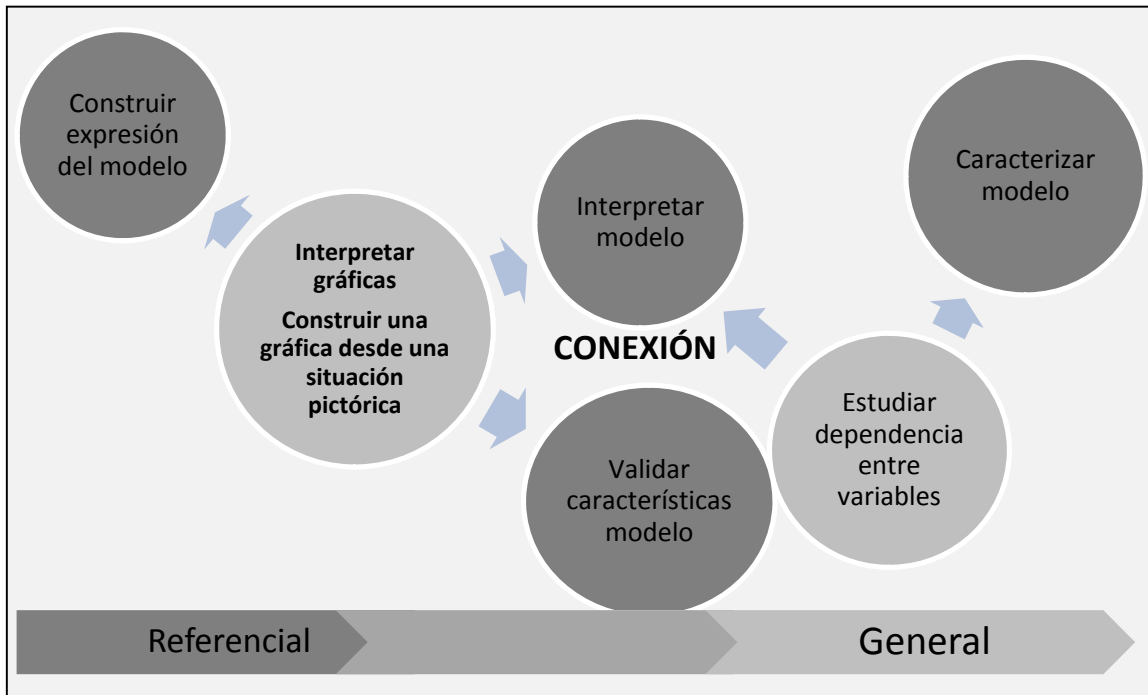 Construir
expresión
del modelo
Interpretar
gráficas
Construir una
gráfica desde una
situación
pictórica
Interpretar
modelo
CONEXIÓN
Validar
características
modelo
Estudiar
dependencia
entre
variables
Caracterizar
modelo
Referencial
General